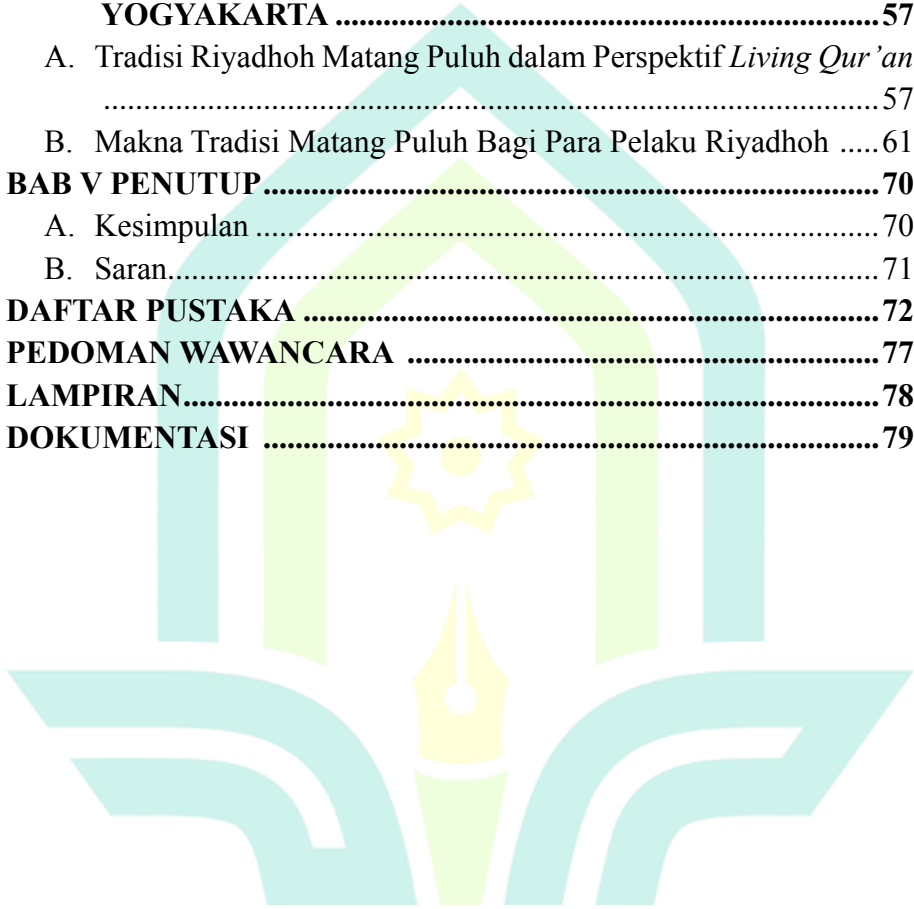 YOGYAKARTA ........................................................................57
A. Tradisi Riyadhoh Matang Puluh dalam Perspektif Living Qur’an
.......................................................................................................57
B. Makna Tradisi Matang Puluh Bagi Para Pelaku Riyadhoh .....61
BAB V PENUTUP.....................................................................................70
A. Kesimpulan .......................................................................................70
B. Saran..................................................................................................71
DAFTAR PUSTAKA ................................................................................72
PEDOMAN WAWANCARA ..................................................................77
LAMPIRAN................................................................................................78
DOKUMENTASI .....................................................................................79